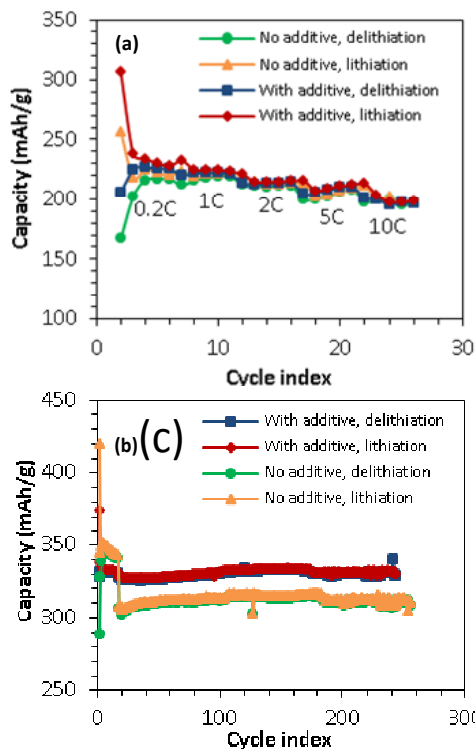 (a)
No additive, delithiation
No additive, lithiation
With additive, delithiation
With additive, lithiation
Capacity (mAh/g)
350
300
250
200
150
100
0.2C
1C
2C
5C
10C
0
10
20
30
Cycle index
(b)(c)
With additive, delithiation
With additive, lithiation
No additive, delithiation
No additive, lithiation
Capacity (mAh/g)
450
400
350
300
250
0
100
200
300
Cycle index